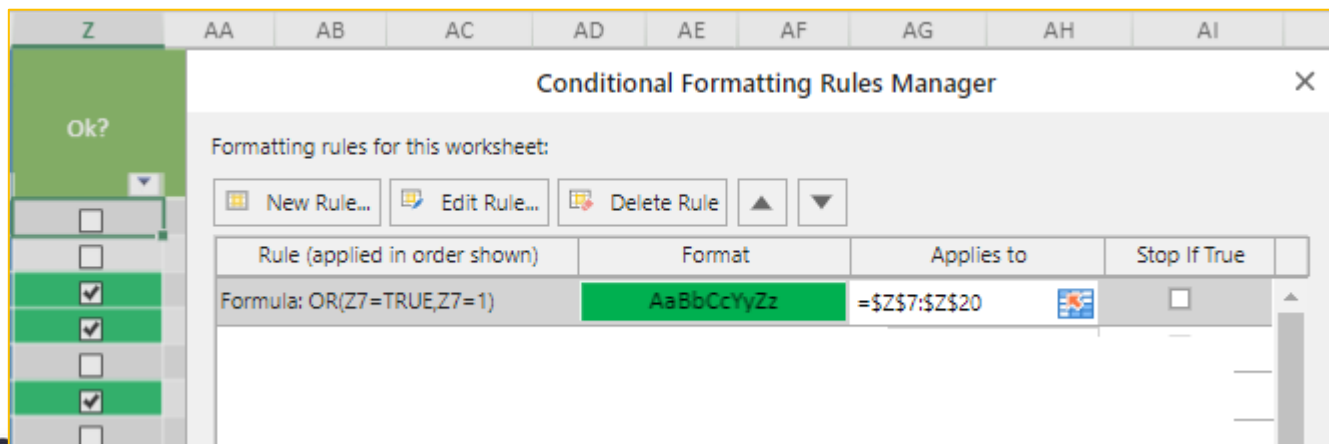 Z AA AB AC AD AE AF AG AH AI
Conditional Formatting Rules Manager
Ok?
Formatting rules for this worksheet:
New Rule... Edit Rule... Delete Rule
Rule (applied in order shown) Format Applies to Stop If True
Formula: OR(Z7=TRUE,Z7=1) AaBbCcYyZz =$Z$7:$Z$20